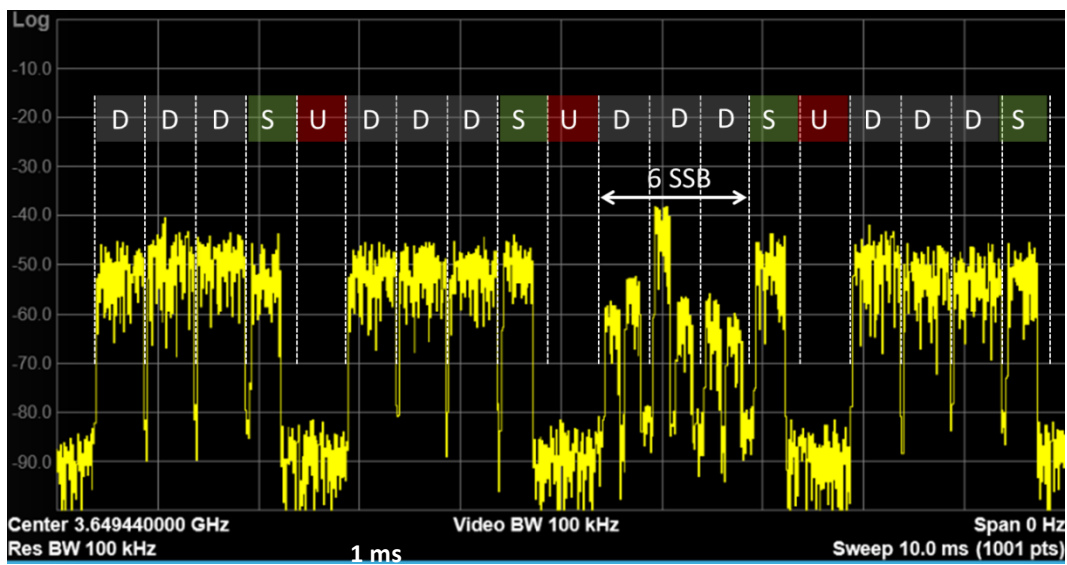 Log
-10.0
D D D S U D D D S U D D D S U D D D S
-20.0
-30.0
6 SSB
-40.0
-50.0
-60.0
-70.0
-80.0
-90.0
Center 3.649440000 GHz Video BW 100 kHz Span 0 Hz
Res BW 100 kHz 1 ms Sweep 10.0 ms (1001 pts)